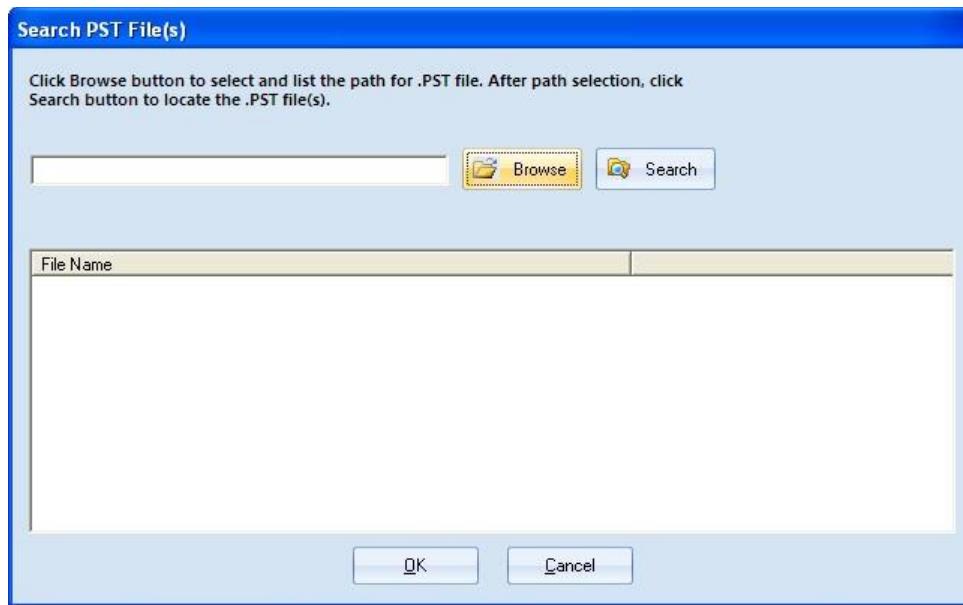 Search PST File(s)
Click Browse button to select and list the path for .PST file. After path selection, click
Search button to locate the .PST file(s).
Browse Search
File Name
OK Cancel